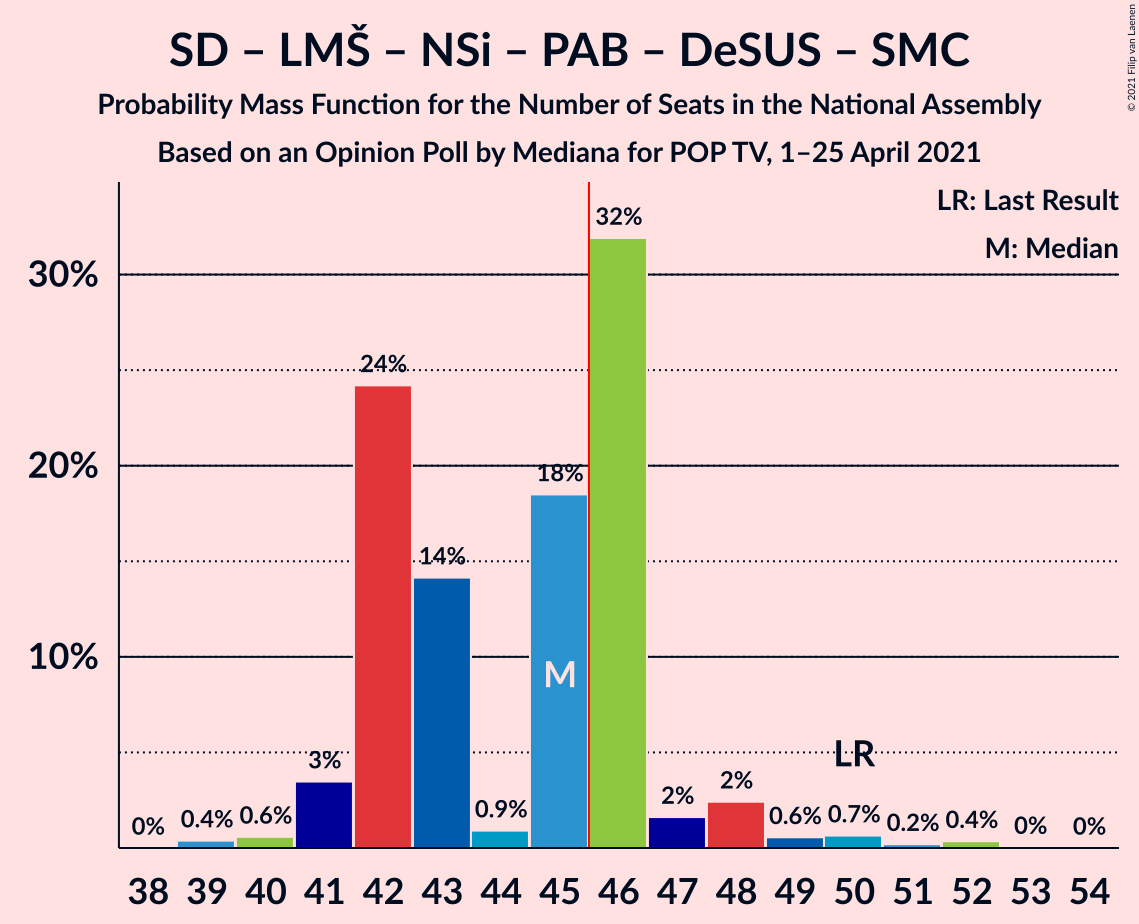 SD – LMŠ – NSi – PAB – DeSUS – SMC
Probability Mass Function for the Number of Seats in the National Assembly
Based on an Opinion Poll by Mediana for POP TV, 1–25 April 2021
© 2021 Filip van Laenen
LR: Last Result
M: Median
30%
20%
10%
0%
0.4%
0.6%
3%
24%
14%
0.9%
18%
32%
2%
2%
0.6%
0.7%
0.2%
0.4%
0%
0%
M
LR
38 39 40 41 42 43 44 45 46 47 48 49 50 51 52 53 54